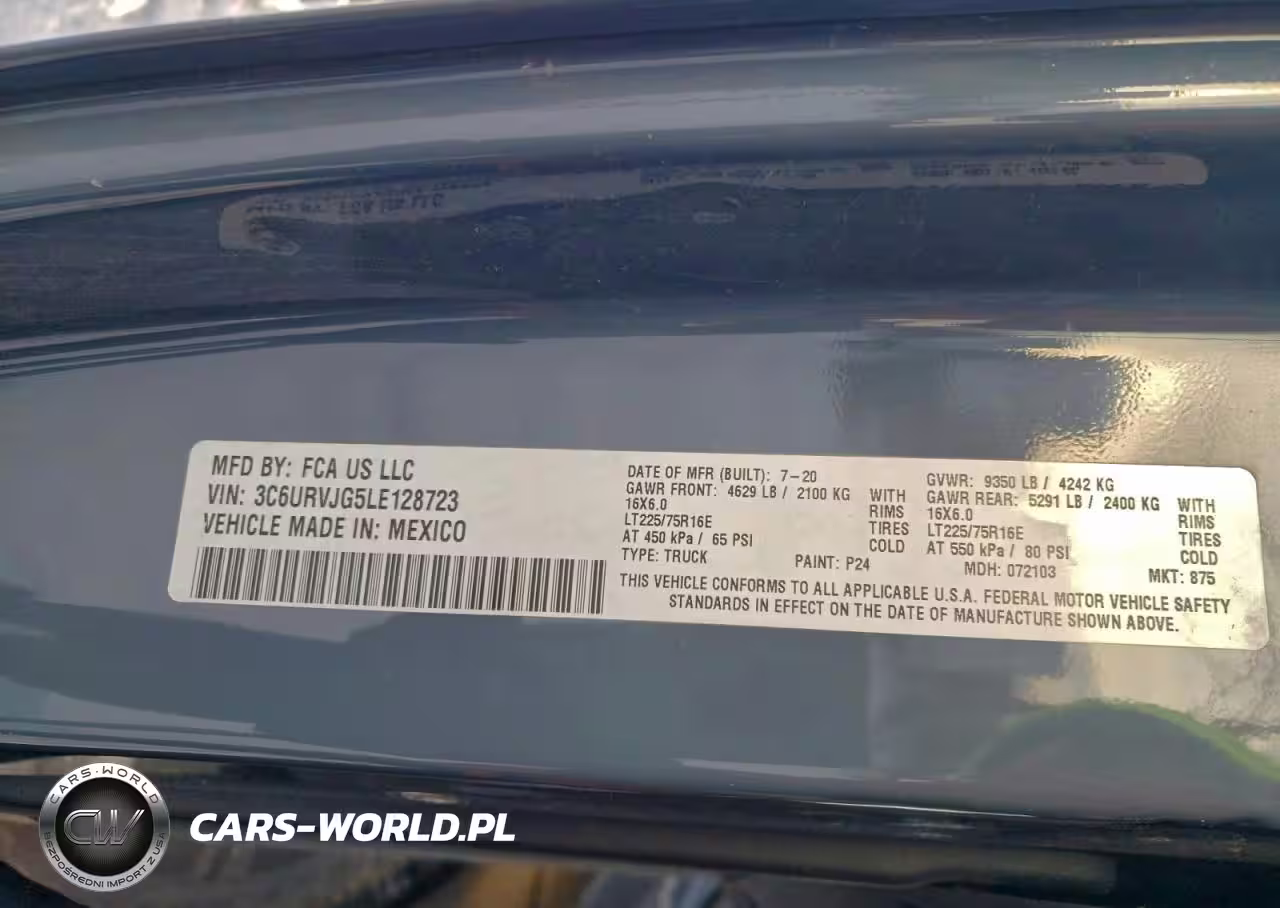 MFD BY: FCA US LLC
VIN: 3C6URVJG5LE128723
VEHICLE MADE IN: MEXICO
DATE OF MFR (BUILT): 7-20
GAWR FRONT: 4629 LB / 2100 KG WITH
16X6.0 RIMS
LT225/75R16E TIRES
AT 450 kPa / 65 PSI COLD
TYPE: TRUCK PAINT: P24
GVWR: 9350 LB / 4242 KG
GAWR REAR: 5291 LB / 2400 KG WITH
16X6.0 RIMS
LT225/75R16E TIRES
AT 550 kPa / 80 PSI COLD
MDH: 072103 MKT: 875
THIS VEHICLE CONFORMS TO ALL APPLICABLE U.S.A. FEDERAL MOTOR VEHICLE SAFETY
STANDARDS IN EFFECT ON THE DATE OF MANUFACTURE SHOWN ABOVE.
CARS-WORLD
CW
BEZPOŚREDNI IMPORT Z USA
CARS-WORLD.PL